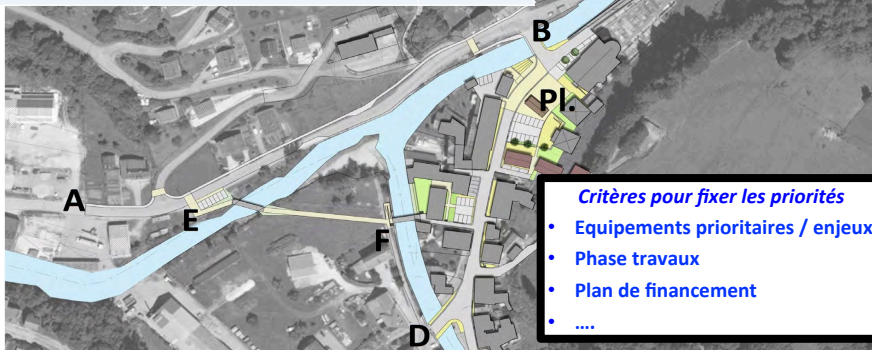 B
Pl.
A
E
F
D
Critères pour fixer les priorités
• Equipements prioritaires / enjeux
• Phase travaux
• Plan de financement
• ....